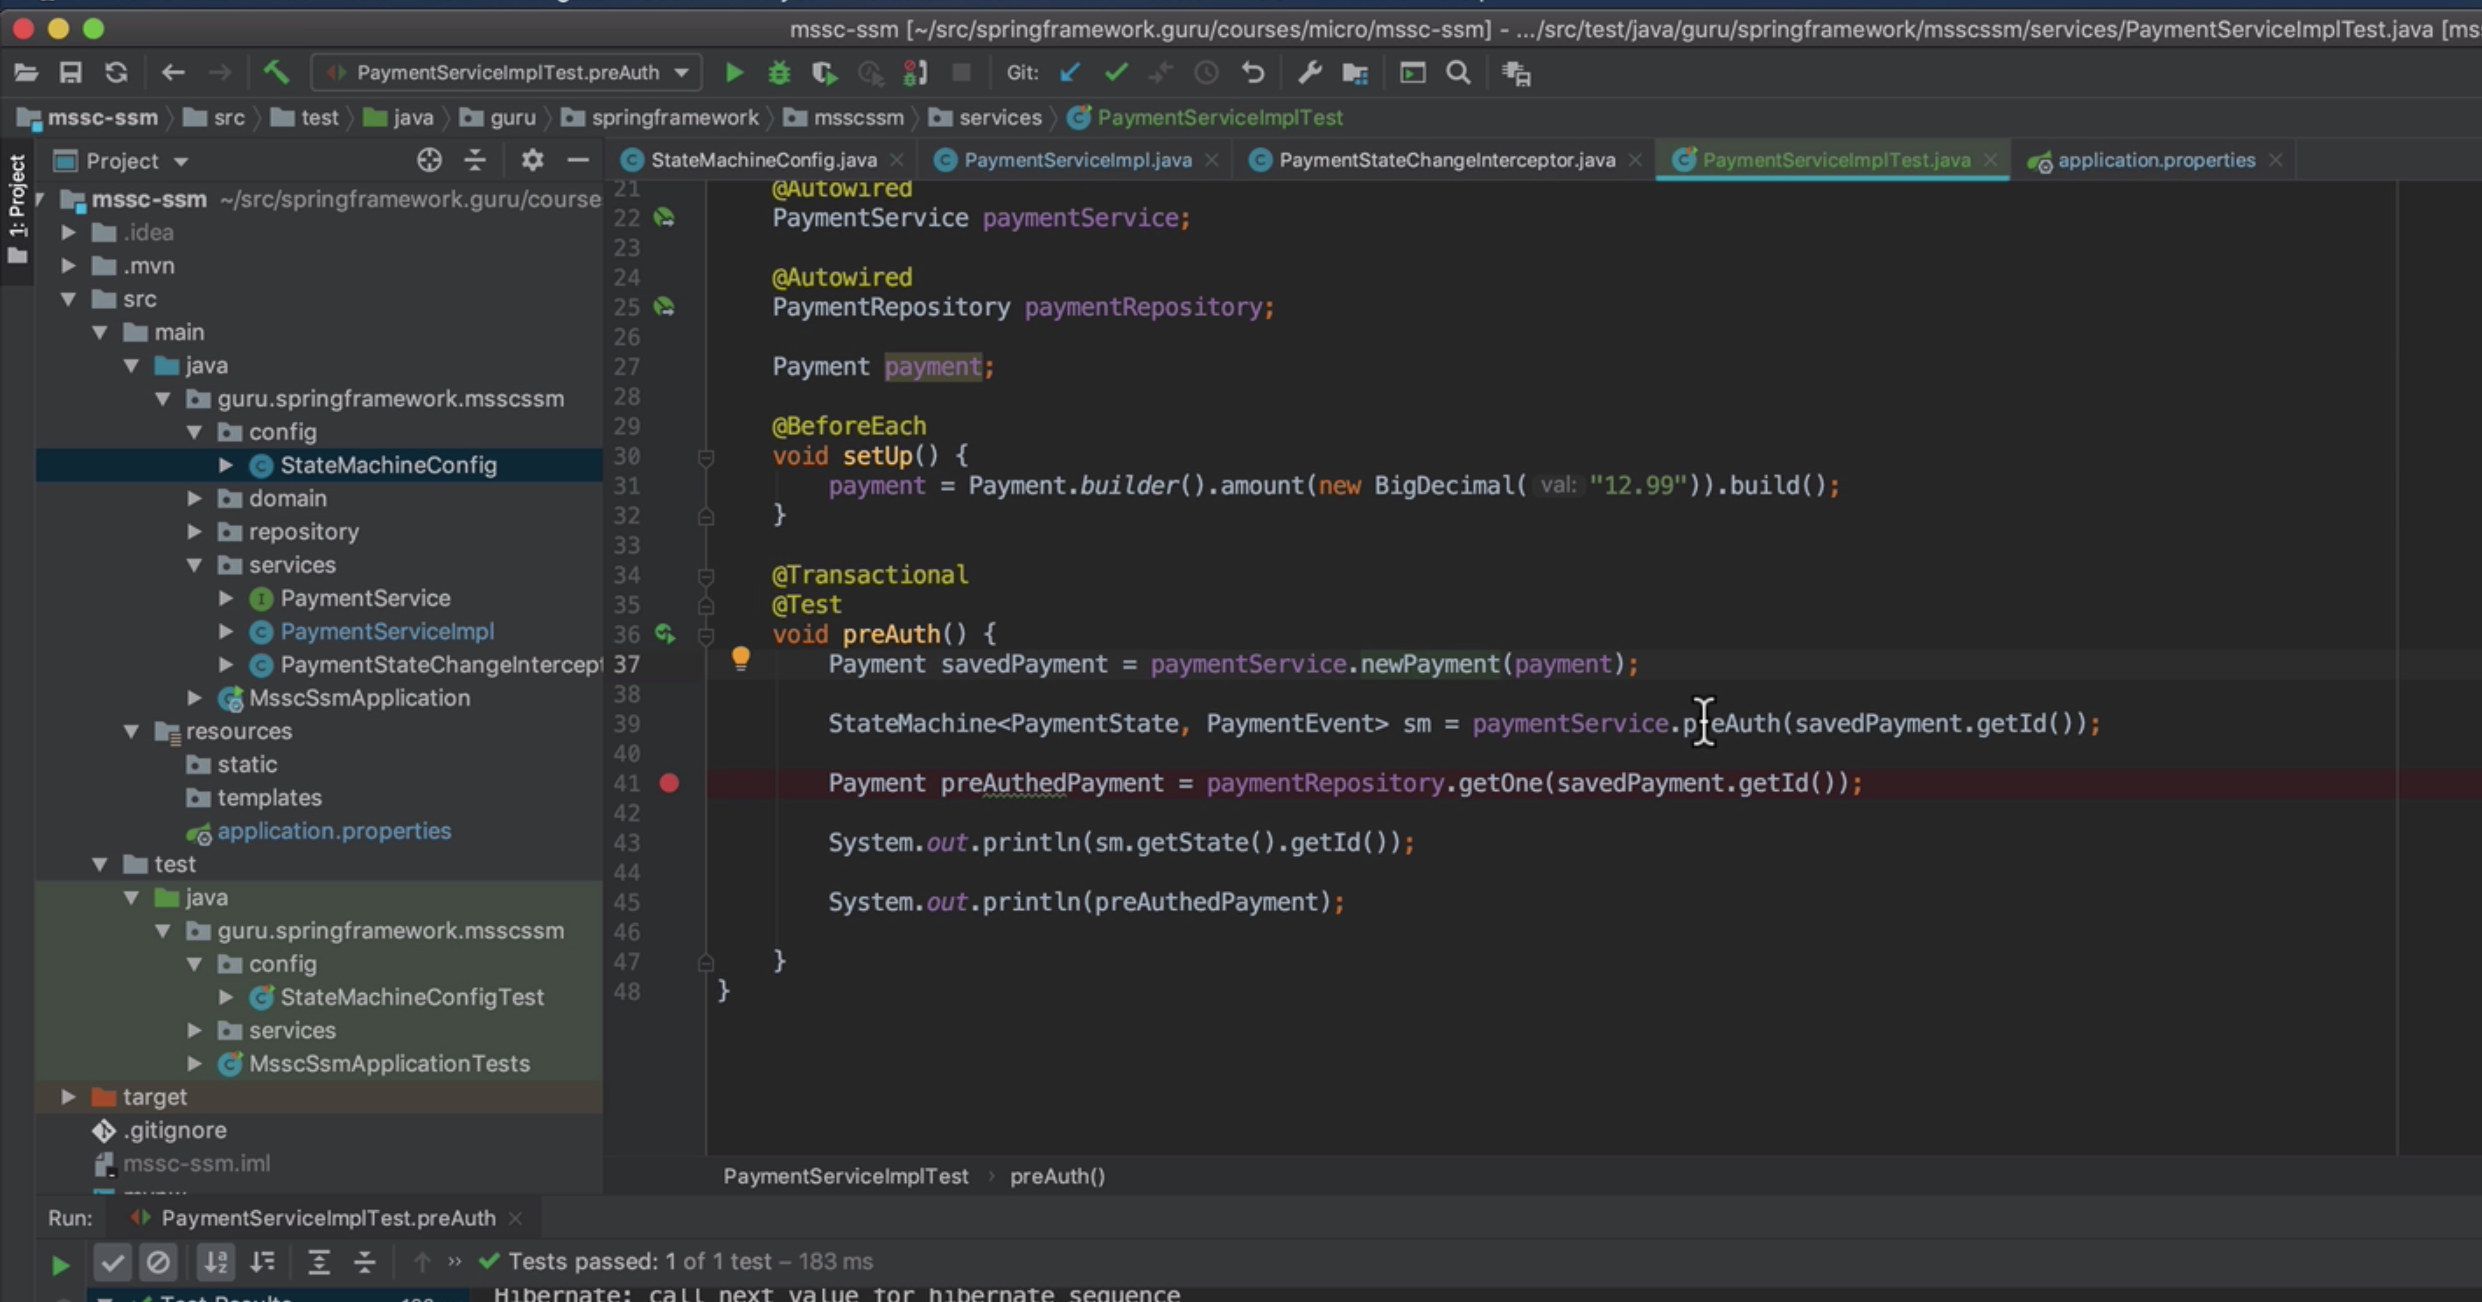 mssc-ssm [~/src/springframework.guru/courses/micro/mssc-ssm] - .../src/test/java/guru/springframework/msscssm/services/PaymentServiceImplTest.java [mss
PaymentServiceImplTest.preAuth
Git:
mssc-ssm src test java guru springframework msscssm services PaymentServiceImplTest
1: Project
Project
StateMachineConfig.java PaymentServiceImpl.java PaymentStateChangeInterceptor.java PaymentServiceImplTest.java application.properties
mssc-ssm ~/src/springframework.guru/course
.idea
.mvn
src
main
java
guru.springframework.msscssm
config
StateMachineConfig
domain
repository
services
PaymentService
PaymentServiceImpl
PaymentStateChangeIntercept
MsscSsmApplication
resources
static
templates
application.properties
test
java
guru.springframework.msscssm
config
StateMachineConfigTest
services
MsscSsmApplicationTests
target
.gitignore
mssc-ssm.iml
21 @Autowired
22 PaymentService paymentService;
23
24 @Autowired
25 PaymentRepository paymentRepository;
26
27 Payment payment;
28
29 @BeforeEach
30 void setUp() {
31 payment = Payment.builder().amount(new BigDecimal( val: "12.99")).build();
32 }
33
34 @Transactional
35 @Test
36 void preAuth() {
37 Payment savedPayment = paymentService.newPayment(payment);
38
39 StateMachine<PaymentState, PaymentEvent> sm = paymentService.preAuth(savedPayment.getId());
40
41 Payment preAuthedPayment = paymentRepository.getOne(savedPayment.getId());
42
43 System.out.println(sm.getState().getId());
44
45 System.out.println(preAuthedPayment);
46
47 }
48 }
PaymentServiceImplTest › preAuth()
Run: PaymentServiceImplTest.preAuth
» Tests passed: 1 of 1 test – 183 ms
Test Results
Hibernate: call next value for hibernate_sequence